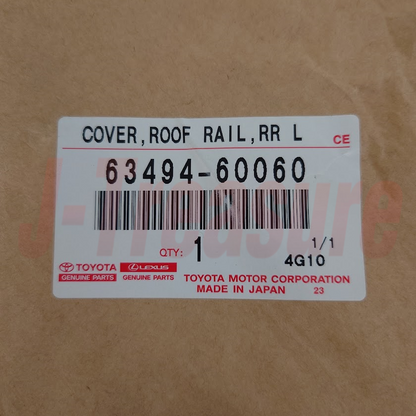 COVER,ROOF RAIL,RR L
CE
63494-60060
J-Treasure
QTY: 1
1/1
4G10
TOYOTA
GENUINE PARTS
LEXUS
GENUINE PARTS
TOYOTA MOTOR CORPORATION
MADE IN JAPAN 23